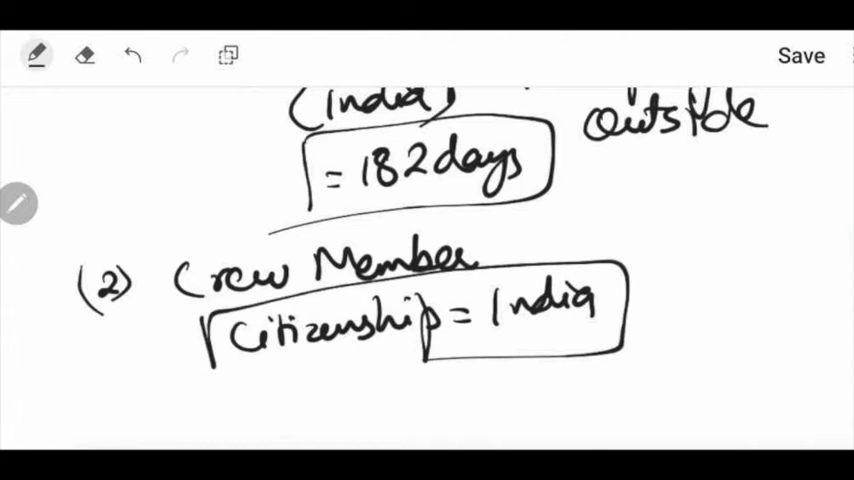 Save
(India)
outside
= 182 days
(2) Crew Member
Citizenship = India